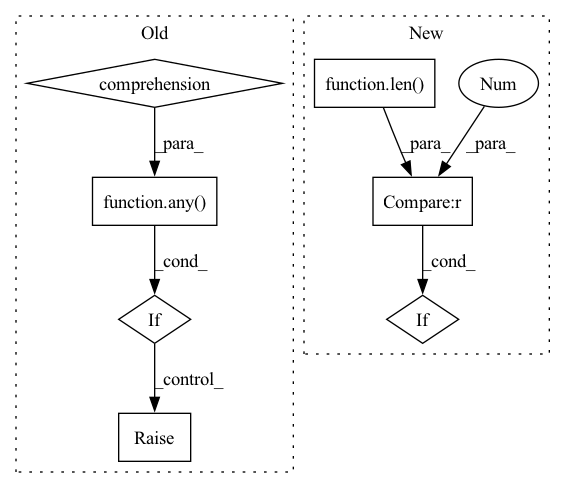 Old
New
comprehension
function.len()
Num
_para_
_para_
_para_
function.any()
Compare:r
_cond_
_cond_
If
If
_control_
Raise